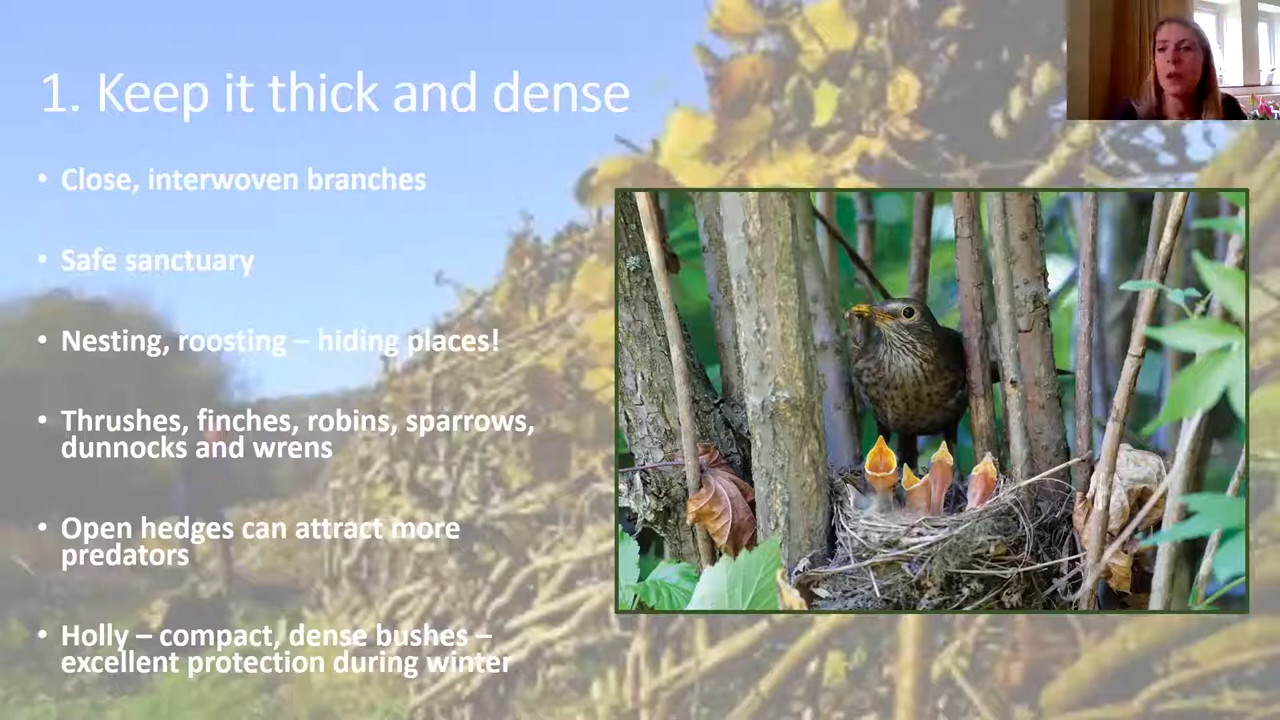 1. Keep it thick and dense
• Close, interwoven branches
• Safe sanctuary
• Nesting, roosting – hiding places!
• Thrushes, finches, robins, sparrows,
dunnocks and wrens
• Open hedges can attract more
predators
• Holly – compact, dense bushes –
excellent protection during winter